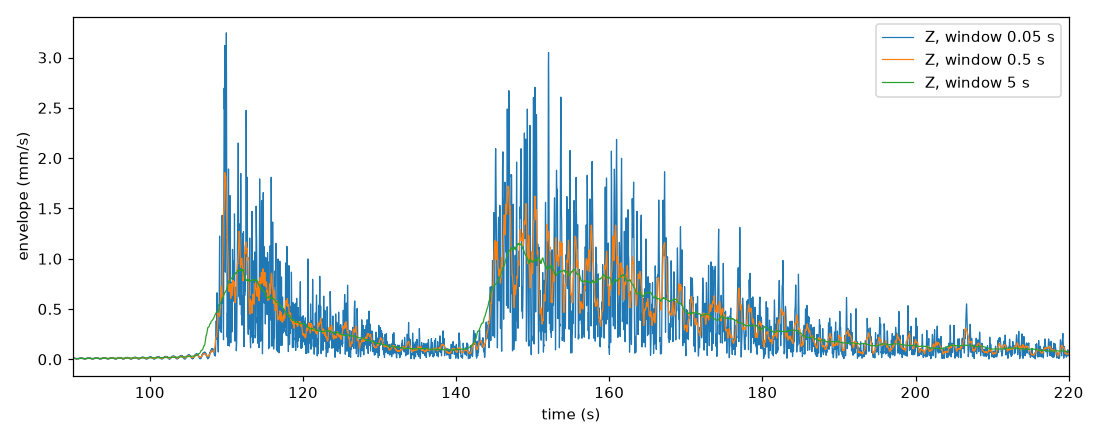 Z, window 0.05 s
Z, window 0.5 s
Z, window 5 s
envelope (mm/s)
3.0
2.5
2.0
1.5
1.0
0.5
0.0
100 120 140 160 180 200 220
time (s)